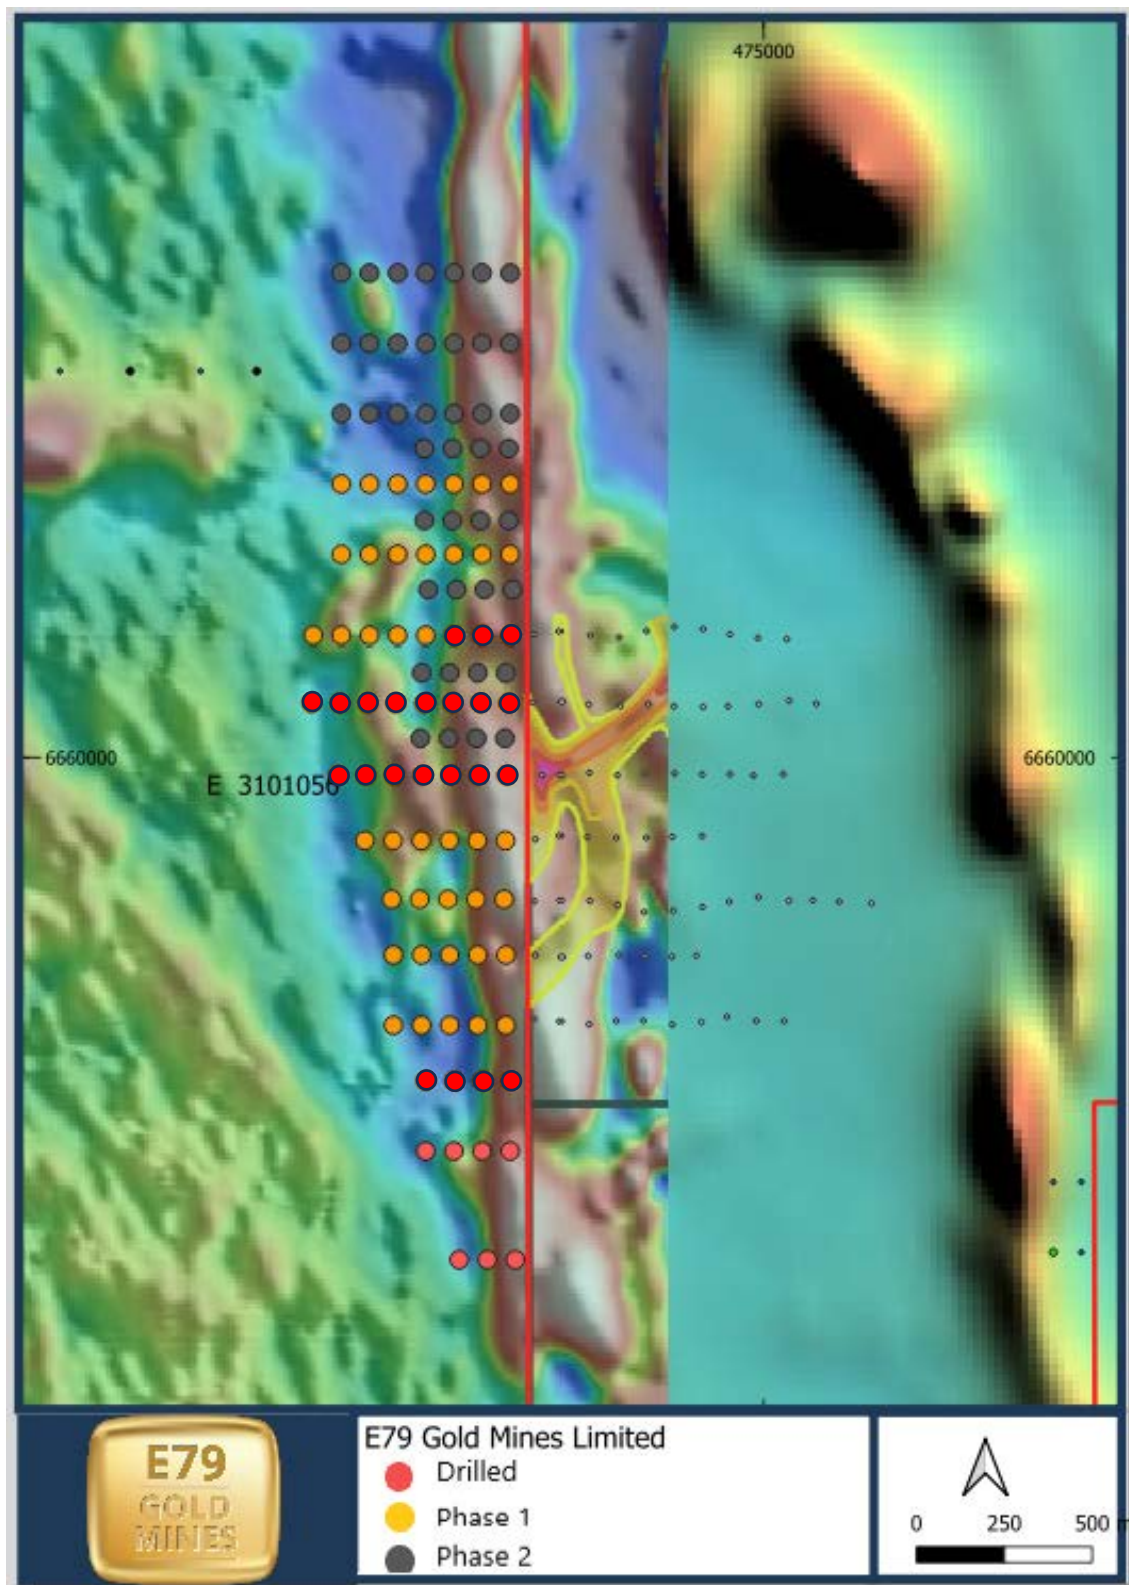 475000
6660000
6660000
E 3101056
E79
GOLD
MINES
E79 Gold Mines Limited
Drilled
Phase 1
Phase 2
0 250 500 m